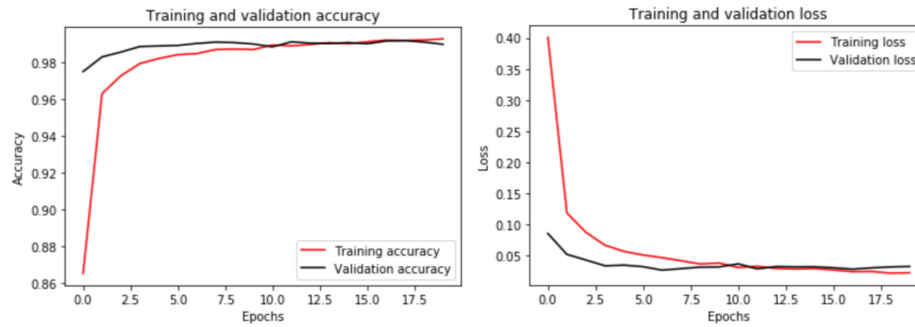 Training and validation accuracy
0.98
0.96
0.94
0.92
0.90
0.88
0.86
Accuracy
Training accuracy
Validation accuracy
0.0 2.5 5.0 7.5 10.0 12.5 15.0 17.5
Epochs
Training and validation loss
0.40
0.35
0.30
0.25
0.20
0.15
0.10
0.05
Loss
Training loss
Validation loss
0.0 2.5 5.0 7.5 10.0 12.5 15.0 17.5
Epochs